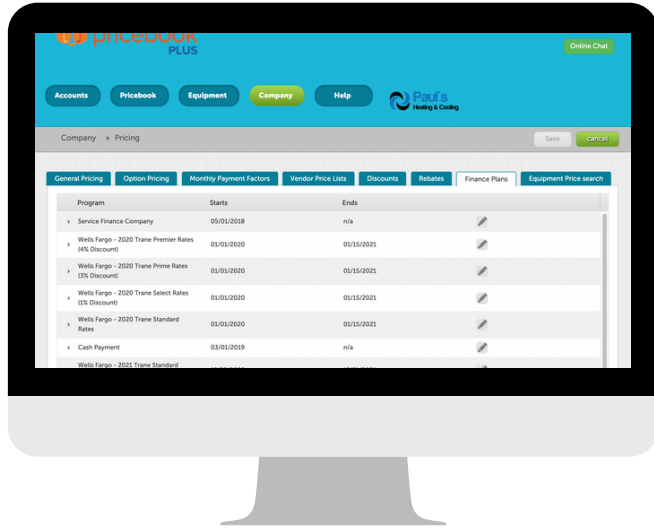 pricebook
PLUS
Online Chat
Accounts Pricebook Equipment Company Help
Paul's
Heating & Cooling
Company » Pricing
Save cancel
General Pricing Option Pricing Monthly Payment Factors Vendor Price Lists Discounts Rebates Finance Plans Equipment Price search
Program Starts Ends
Service Finance Company 05/01/2018 n/a
Wells Fargo - 2020 Trane Premier Rates
(4% Discount) 01/01/2020 01/15/2021
Wells Fargo - 2020 Trane Prime Rates
(3% Discount) 01/01/2020 01/15/2021
Wells Fargo - 2020 Trane Select Rates
(1% Discount) 01/01/2020 01/15/2021
Wells Fargo - 2020 Trane Standard
Rates 01/01/2020 01/15/2021
Cash Payment 03/01/2019 n/a
Wells Fargo - 2021 Trane Standard